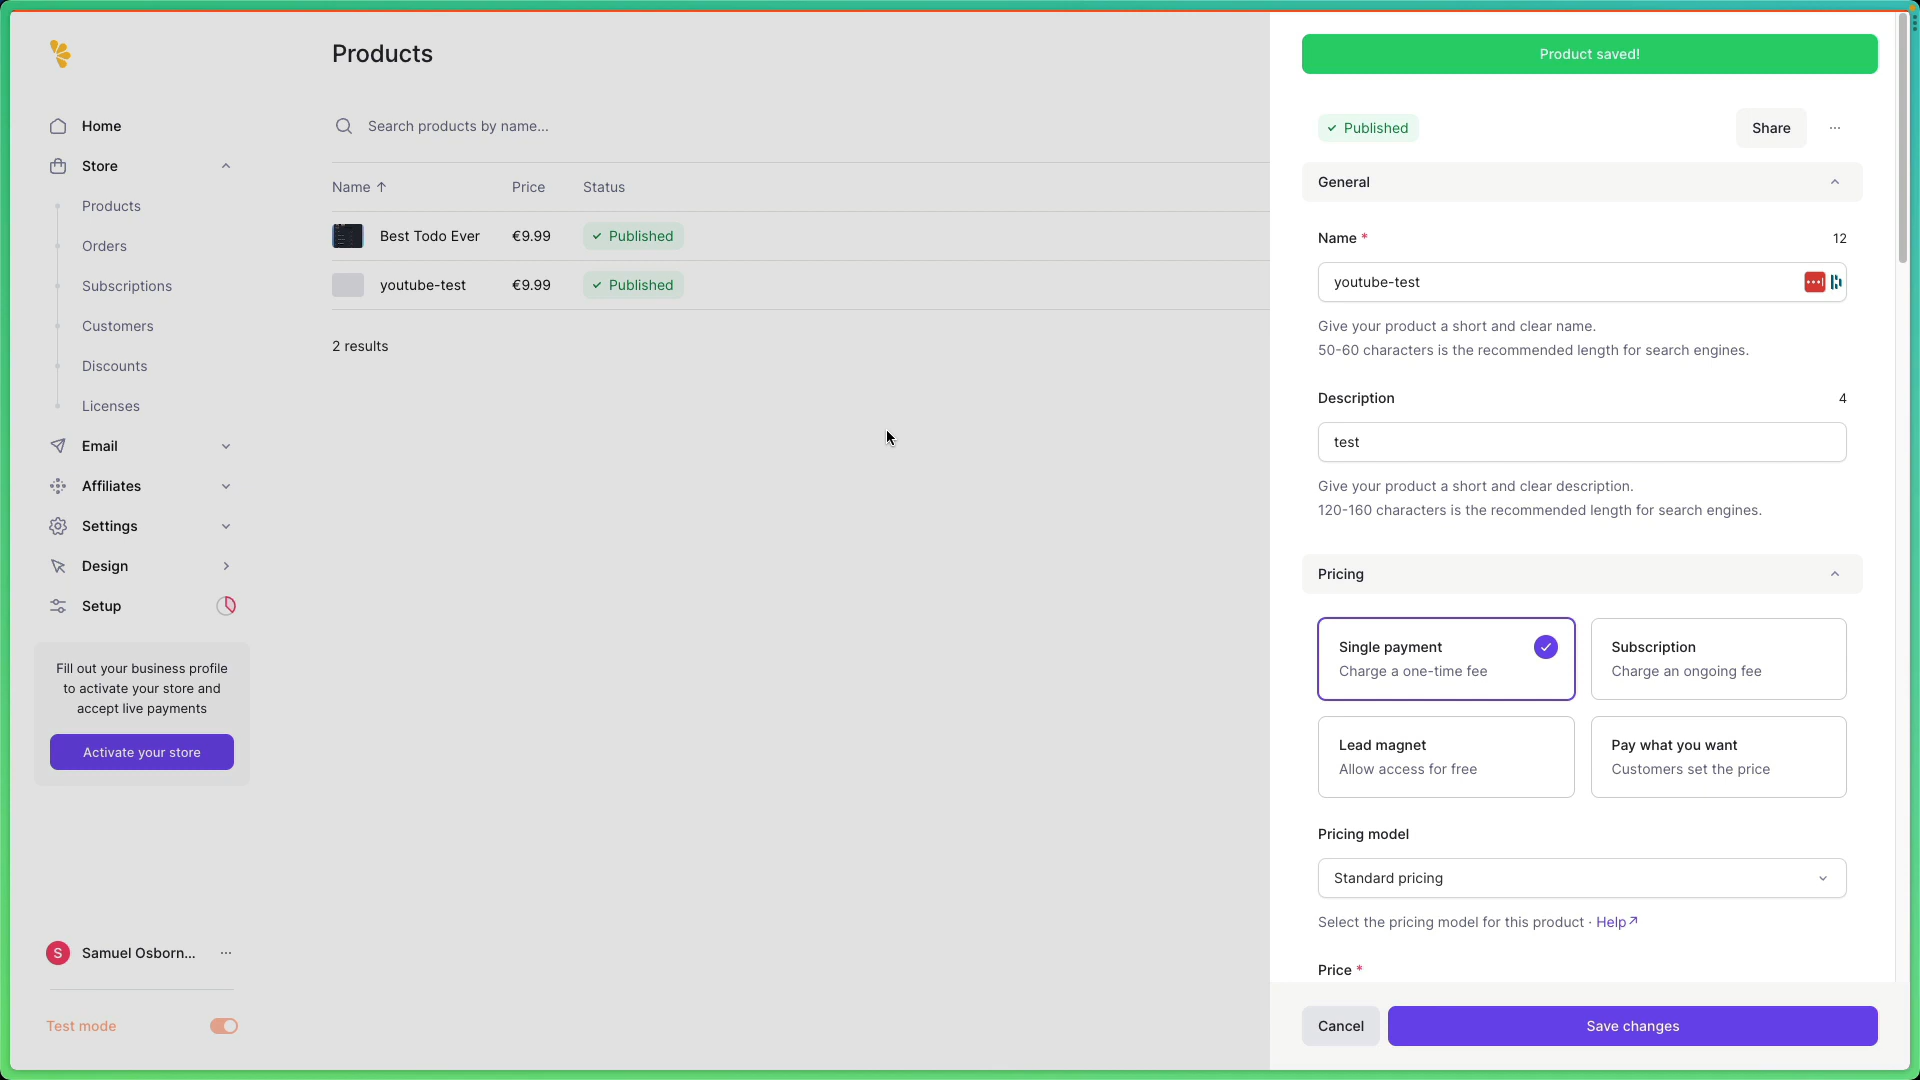 Products
Search products by name...
Name ↑ Price Status
Best Todo Ever €9.99 Published
youtube-test €9.99 Published
2 results
Home
Store
Products
Orders
Subscriptions
Customers
Discounts
Licenses
Email
Affiliates
Settings
Design
Setup
Fill out your business profile
to activate your store and
accept live payments
Activate your store
S Samuel Osborn...
Test mode
Product saved!
Published
Share
General
Name * 12
youtube-test
Give your product a short and clear name.
50-60 characters is the recommended length for search engines.
Description 4
test
Give your product a short and clear description.
120-160 characters is the recommended length for search engines.
Pricing
Single payment
Charge a one-time fee
Subscription
Charge an ongoing fee
Lead magnet
Allow access for free
Pay what you want
Customers set the price
Pricing model
Standard pricing
Select the pricing model for this product · Help↗
Price *
Cancel
Save changes